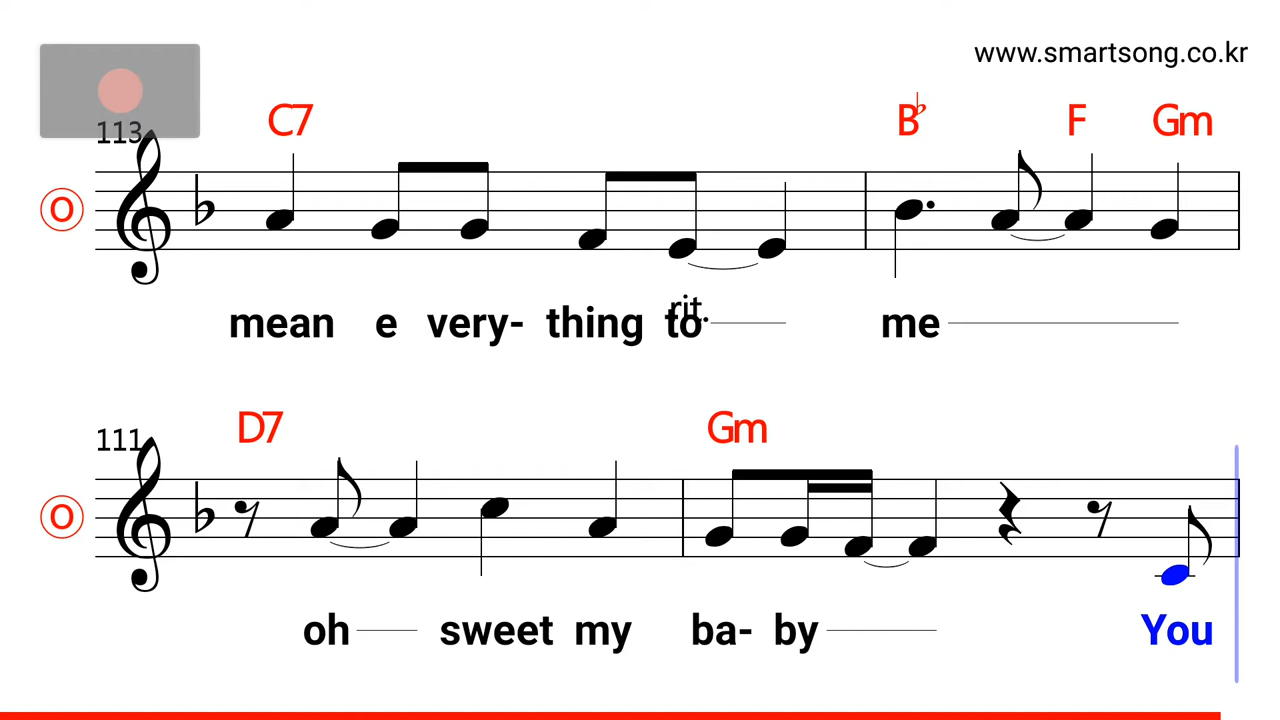 www.smartsong.co.kr
113
C7 B♭ F Gm
O
rit.
mean e very- thing to me
111
D7 Gm
O
oh sweet my ba- by You